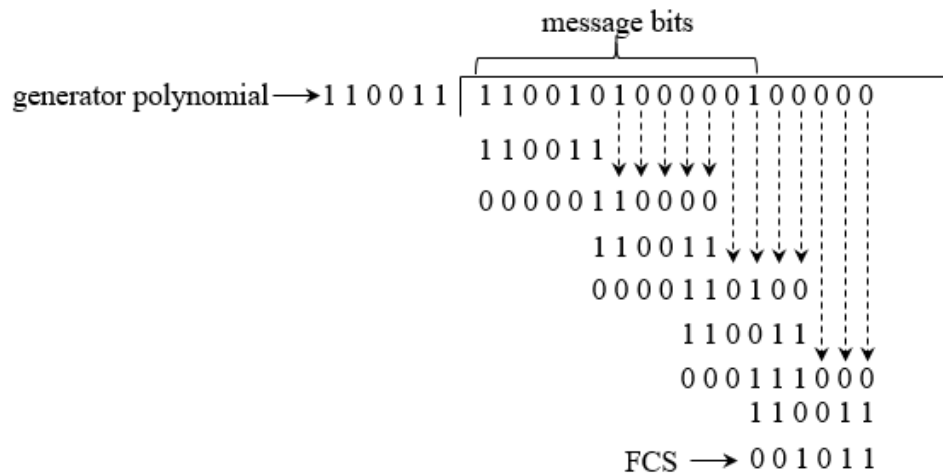 message bits
generator polynomial 1 1 0 0 1 1 1 1 0 0 1 0 1 0 0 0 0 0 1 0 0 0 0 0
1 1 0 0 1 1
0 0 0 0 0 1 1 0 0 0 0
1 1 0 0 1 1
0 0 0 0 1 1 0 1 0 0
1 1 0 0 1 1
0 0 0 1 1 1 0 0 0
1 1 0 0 1 1
FCS 0 0 1 0 1 1